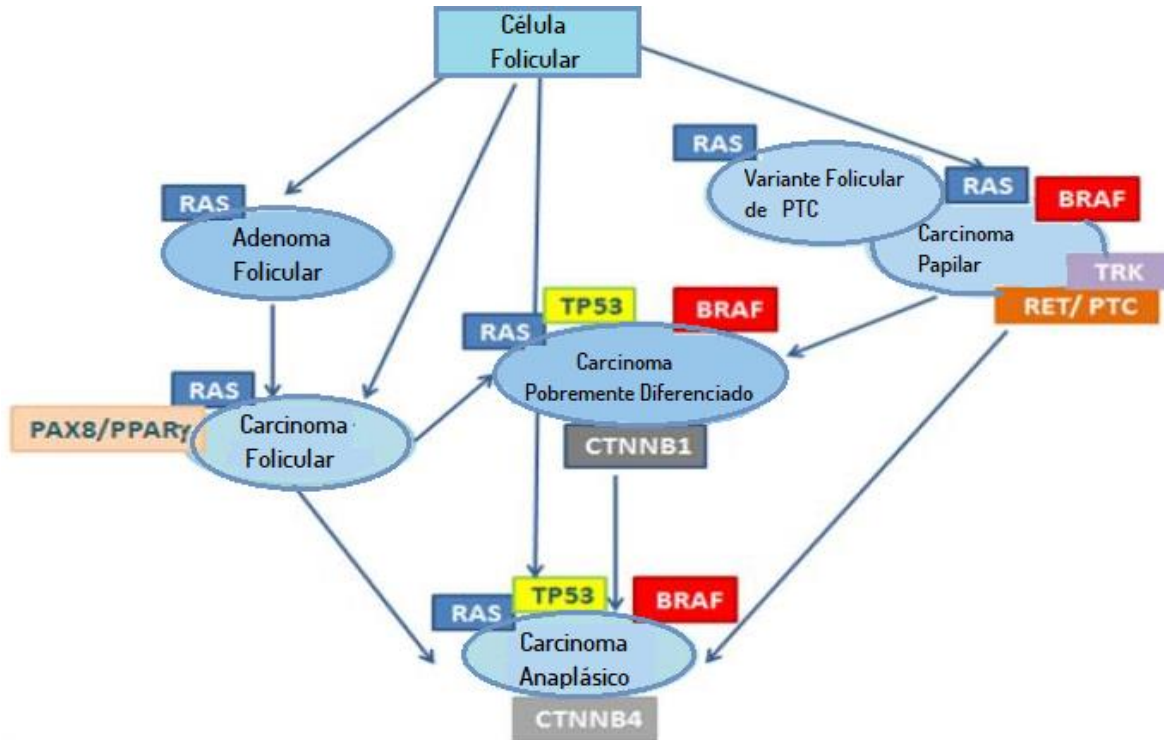 Célula
Folicular
RAS
Variante Folicular
de PTC
RAS
BRAF
Carcinoma
Papilar
TRK
RET/ PTC
RAS
Adenoma
Folicular
TP53
BRAF
RAS
Carcinoma
Pobremente Diferenciado
CTNNB1
RAS
PAX8/PPARγ
Carcinoma
Folicular
TP53
BRAF
RAS
Carcinoma
Anaplásico
CTNNB4